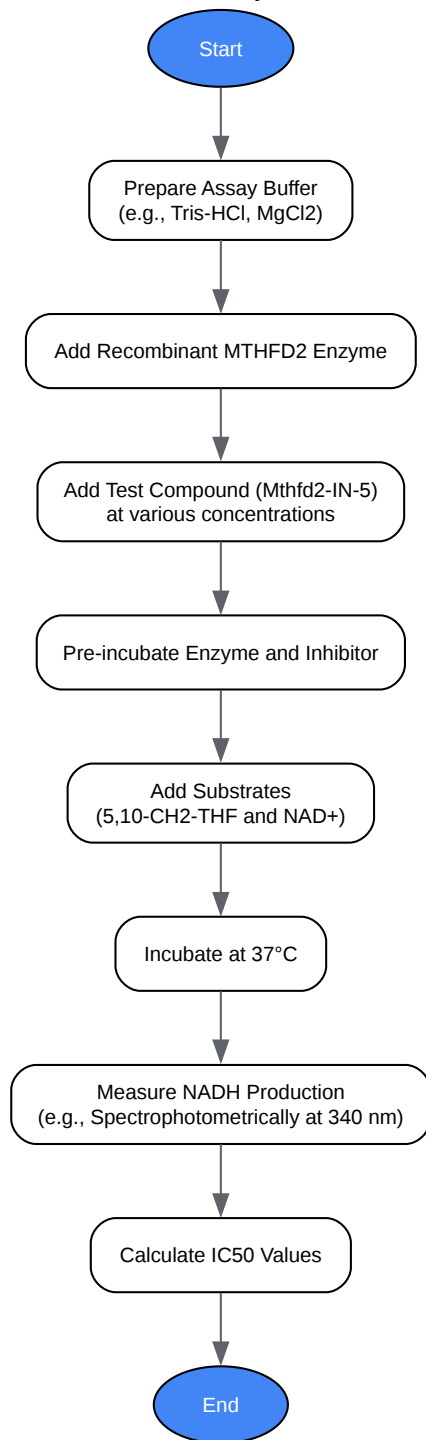 Start
Prepare Assay Buffer
(e.g., Tris-HCl, MgCl2)
Add Recombinant MTHFD2 Enzyme
Add Test Compound (Mthfd2-IN-5)
at various concentrations
Pre-incubate Enzyme and Inhibitor
Add Substrates
(5,10-CH2-THF and NAD+)
Incubate at 37°C
Measure NADH Production
(e.g., Spectrophotometrically at 340 nm)
Calculate IC50 Values
End